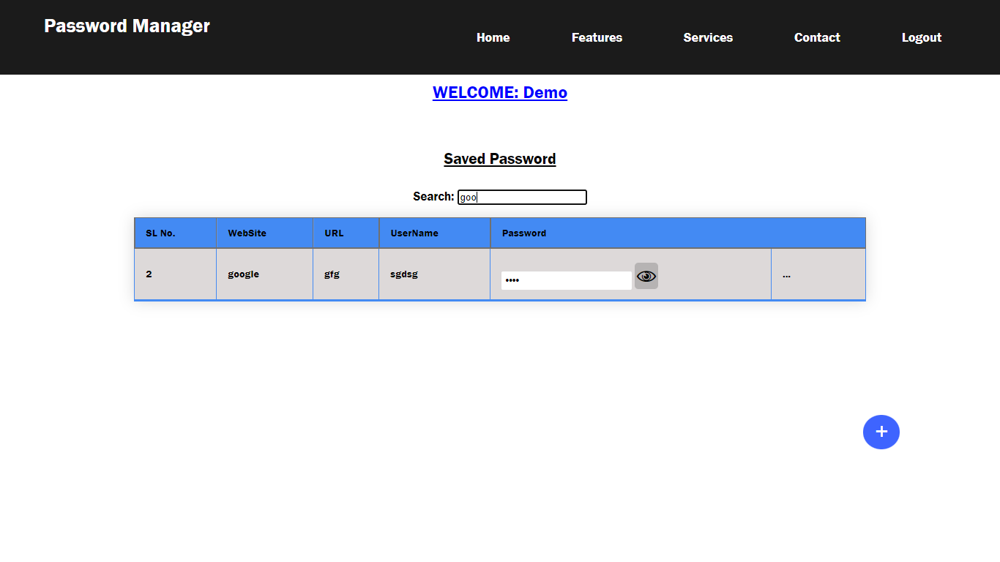 Password Manager
Home Features Services Contact Logout
WELCOME: Demo
Saved Password
Search: goo
SL No. WebSite URL UserName Password
2 google gfg sgdsg •••• ...
+